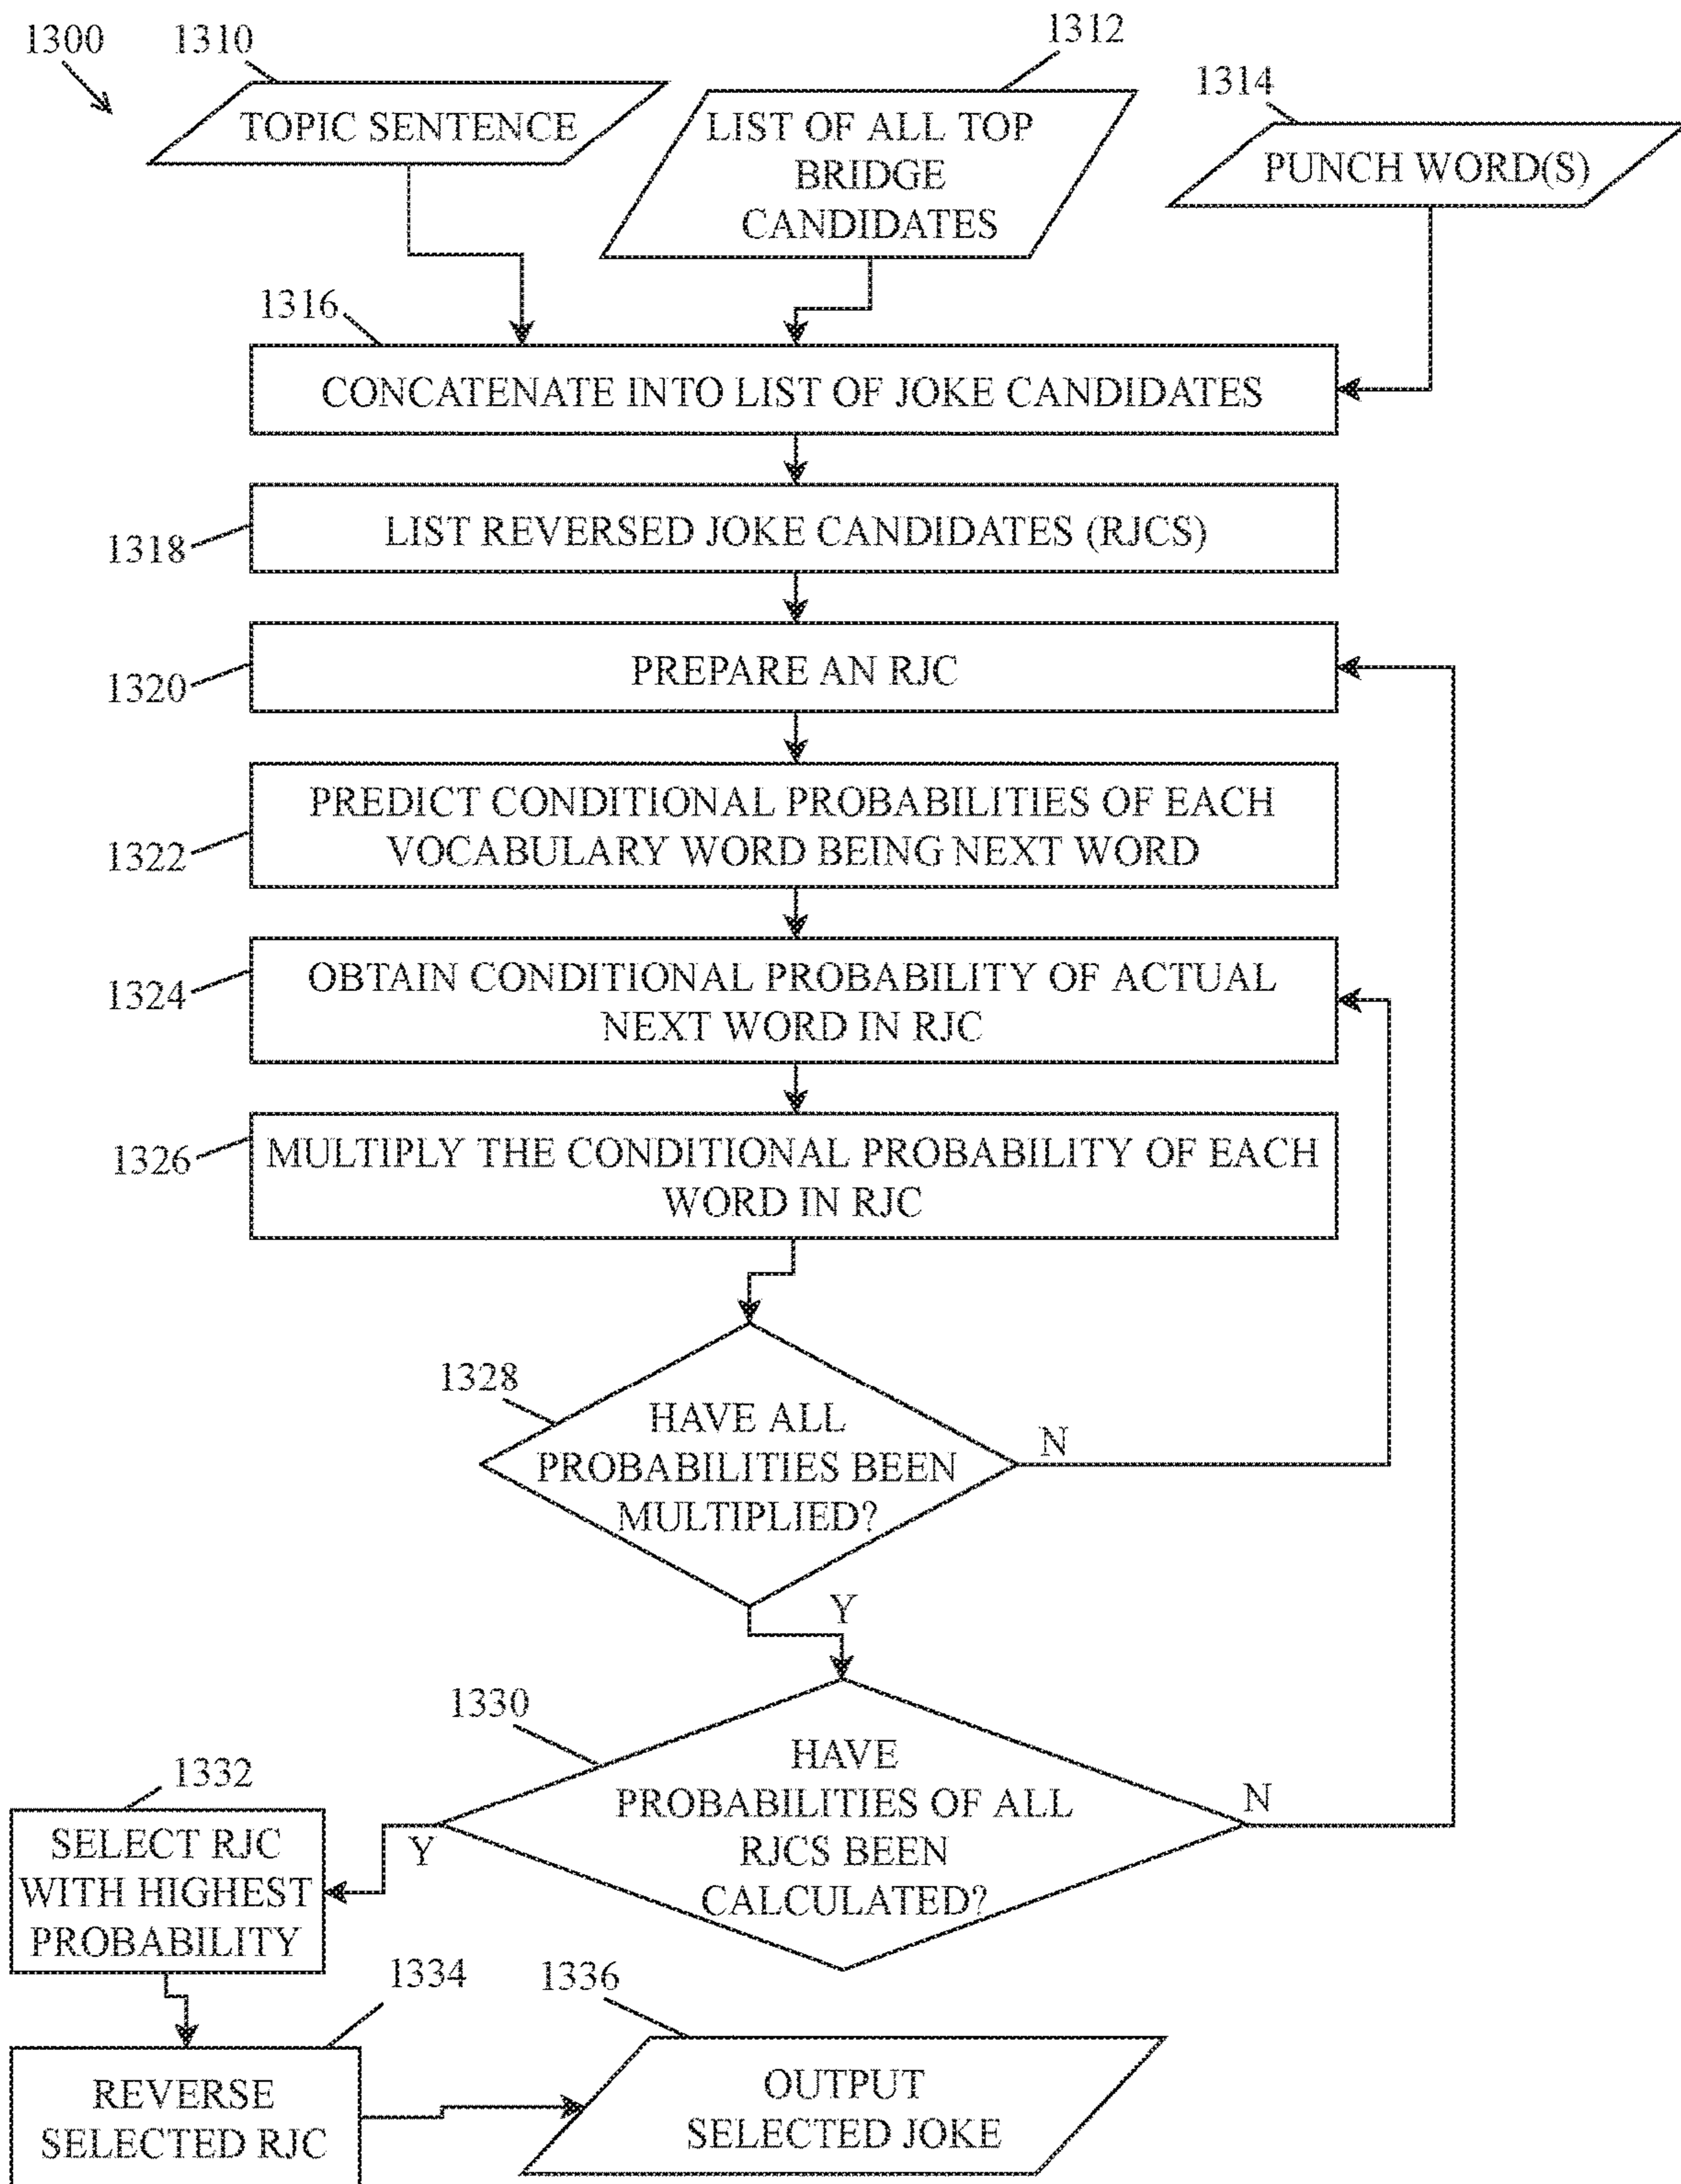 1300
1310
1312
1314
TOPIC SENTENCE
LIST OF ALL TOP
BRIDGE
CANDIDATES
PUNCH WORD(S)
1316
CONCATENATE INTO LIST OF JOKE CANDIDATES
1318
LIST REVERSED JOKE CANDIDATES (RJCS)
1320
PREPARE AN RJC
1322
PREDICT CONDITIONAL PROBABILITIES OF EACH
VOCABULARY WORD BEING NEXT WORD
1324
OBTAIN CONDITIONAL PROBABILITY OF ACTUAL
NEXT WORD IN RJC
1326
MULTIPLY THE CONDITIONAL PROBABILITY OF EACH
WORD IN RJC
1328
HAVE ALL
PROBABILITIES BEEN
MULTIPLIED?
N
Y
1330
HAVE
PROBABILITIES OF ALL
RJCS BEEN
CALCULATED?
N
Y
1332
SELECT RJC
WITH HIGHEST
PROBABILITY
1334
REVERSE
SELECTED RJC
1336
OUTPUT
SELECTED JOKE